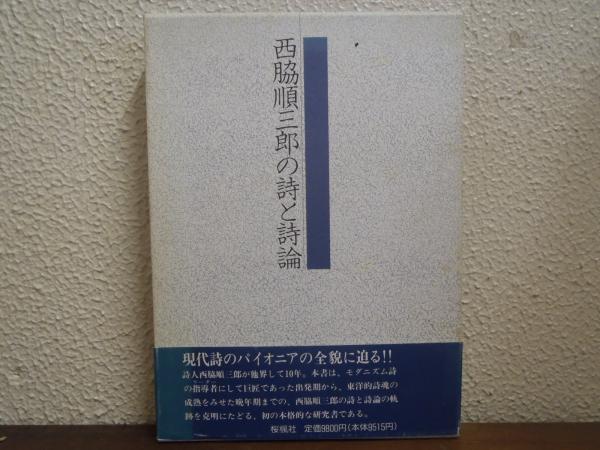 西脇順三郎の詩と詩論
現代詩のパイオニアの全貌に迫る!!
詩人西脇順三郎が他界して10年。本書は、モダニズム詩
の指導者にして巨匠であった出発期から、東洋的詩魂の
成熟をみせた晩年期までの、西脇順三郎の詩と詩論の軌
跡を克明にたどる、初の本格的な研究書である。
桜楓社 定価9800円(本体9515円)